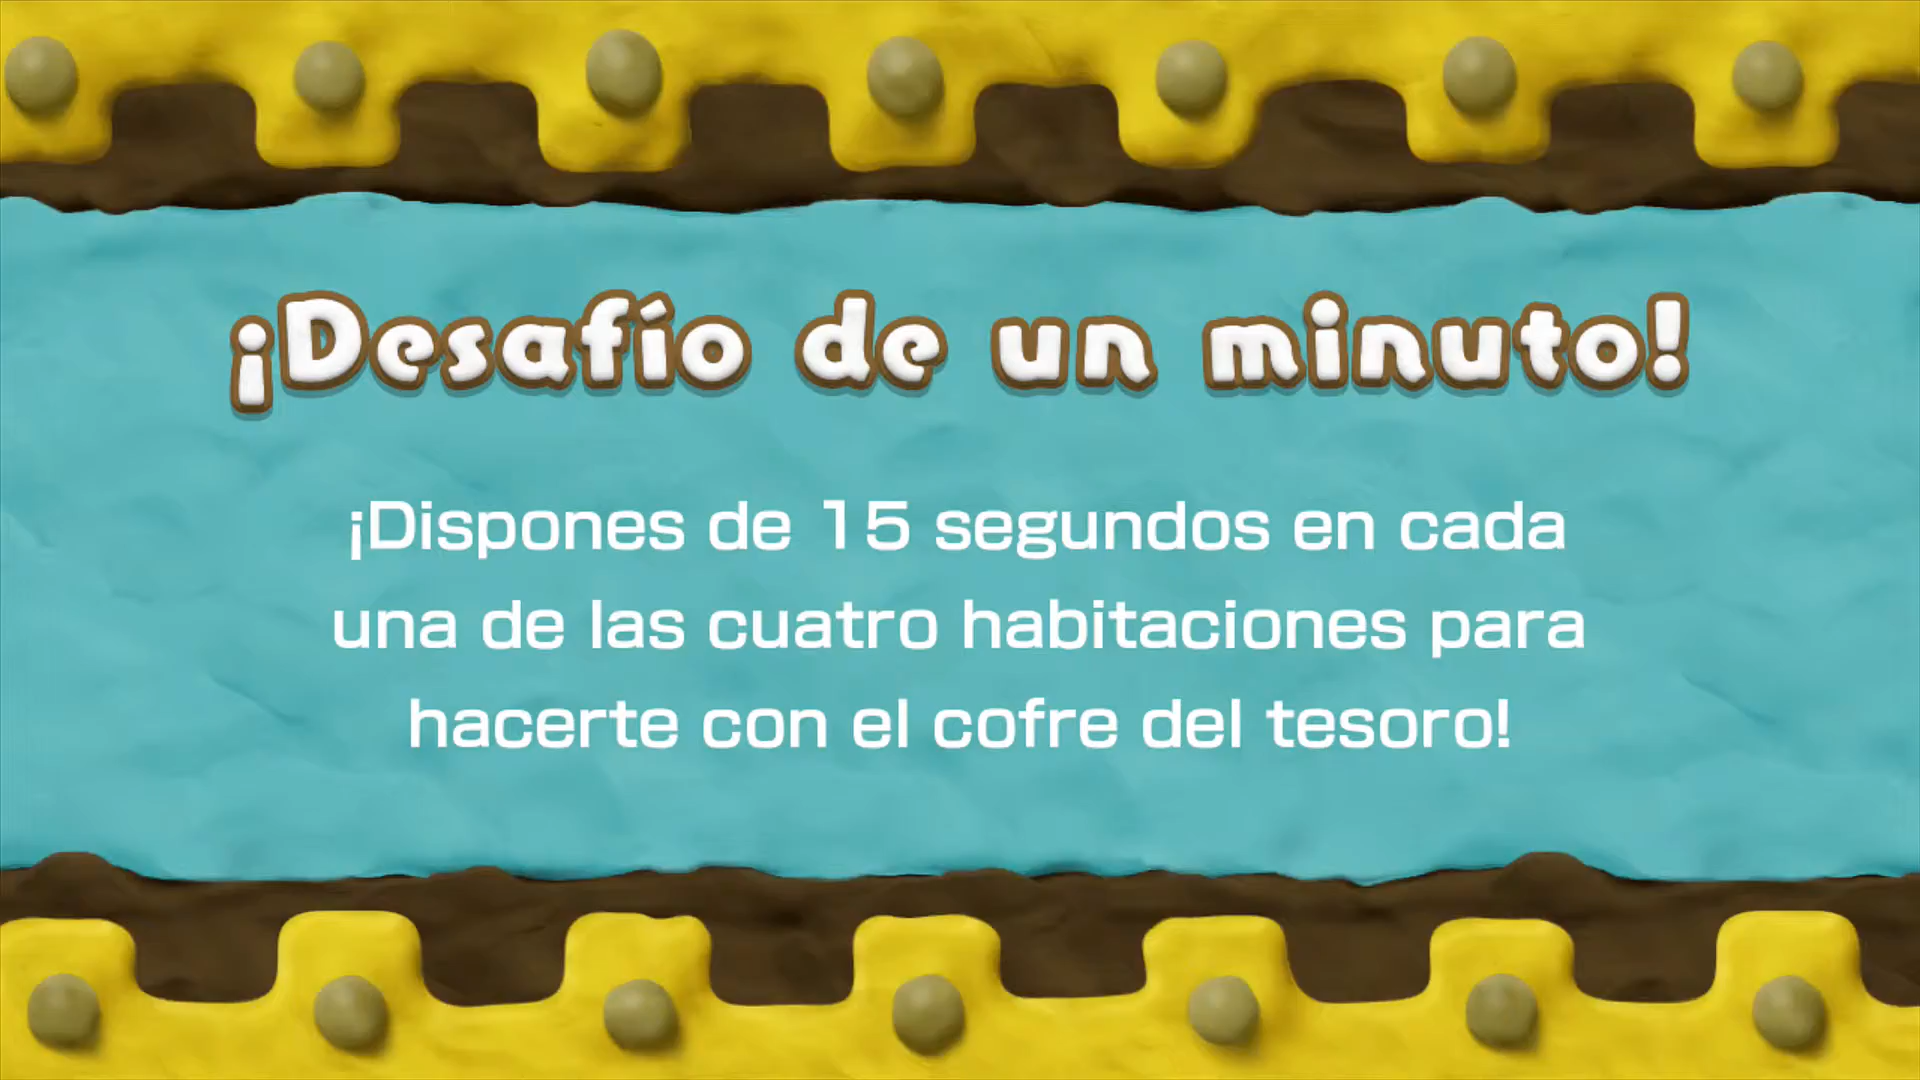 ¡Desafío de un minuto!
¡Dispones de 15 segundos en cada
una de las cuatro habitaciones para
hacerte con el cofre del tesoro!